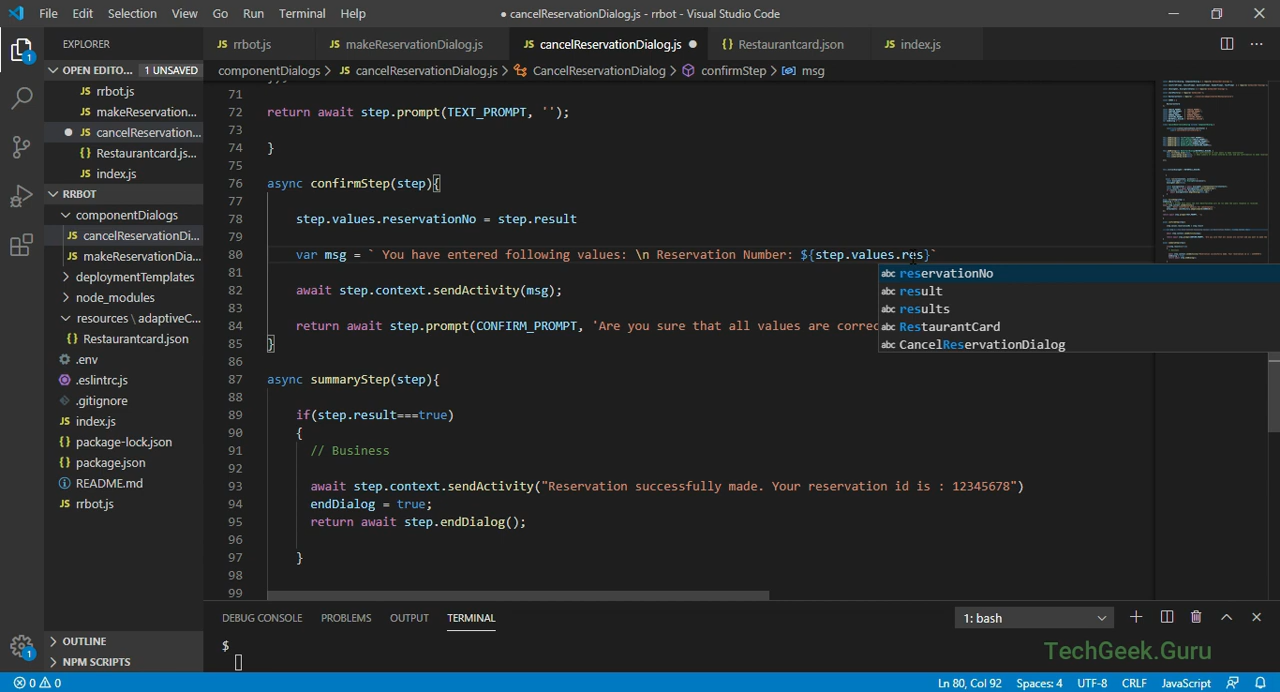 File Edit Selection View Go Run Terminal Help ● cancelReservationDialog.js - rrbot - Visual Studio Code
EXPLORER
JS rrbot.js JS makeReservationDialog.js JS cancelReservationDialog.js ● {} Restaurantcard.json JS index.js
OPEN EDITO... 1 UNSAVED
componentDialogs > JS cancelReservationDialog.js > CancelReservationDialog > confirmStep > msg
JS rrbot.js
JS makeReservation...
● JS cancelReservation...
{} Restaurantcard.js...
JS index.js
RRBOT
componentDialogs
JS cancelReservationDi...
JS makeReservationDia...
deploymentTemplates
node_modules
resources \ adaptiveC...
{} Restaurantcard.json
.env
.eslintrc.js
.gitignore
JS index.js
{} package-lock.json
{} package.json
README.md
JS rrbot.js
OUTLINE
NPM SCRIPTS
71
72 return await step.prompt(TEXT_PROMPT, '');
73
74 }
75
76 async confirmStep(step){
77
78 step.values.reservationNo = step.result
79
80 var msg = ` You have entered following values: \n Reservation Number: ${step.values.res}`
81
82 await step.context.sendActivity(msg);
83
84 return await step.prompt(CONFIRM_PROMPT, 'Are you sure that all values are correc
85 }
86
87 async summaryStep(step){
88
89 if(step.result===true)
90 {
91 // Business
92
93 await step.context.sendActivity("Reservation successfully made. Your reservation id is : 12345678")
94 endDialog = true;
95 return await step.endDialog();
96
97 }
98
99
abc reservationNo
abc result
abc results
abc RestaurantCard
abc CancelReservationDialog
DEBUG CONSOLE PROBLEMS OUTPUT TERMINAL 1: bash
$
TechGeek.Guru
0 0 Ln 80, Col 92 Spaces: 4 UTF-8 CRLF JavaScript